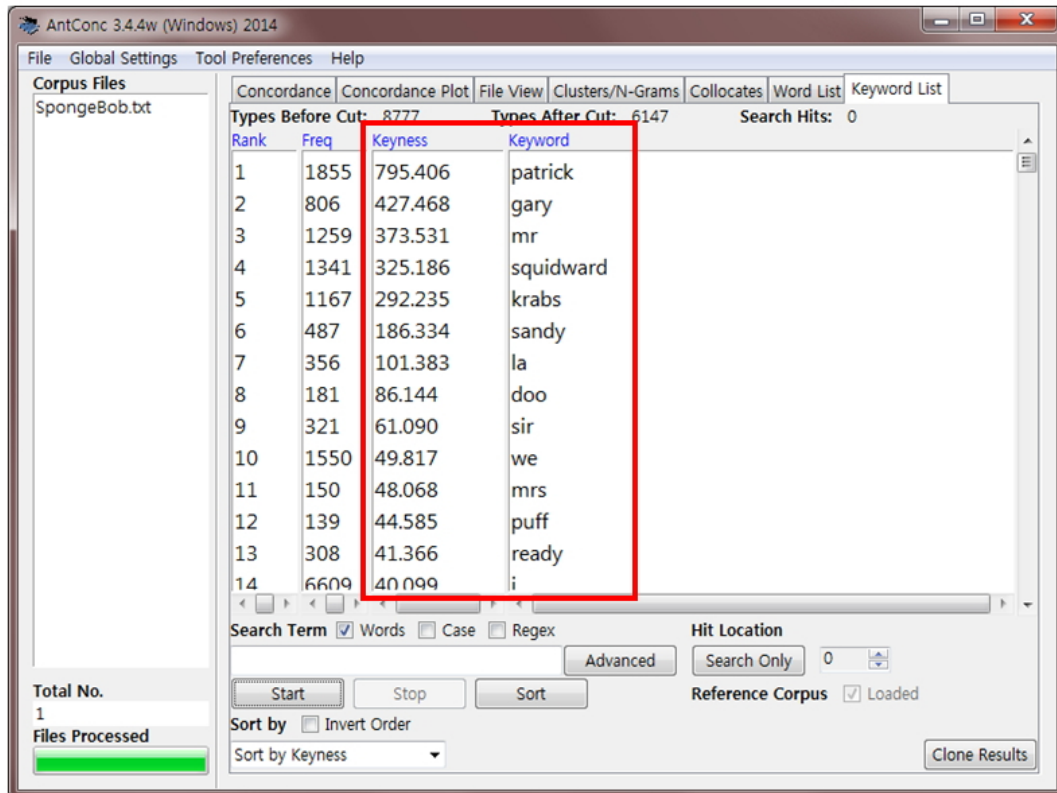 AntConc 3.4.4w (Windows) 2014
File Global Settings Tool Preferences Help
Corpus Files
SpongeBob.txt
Concordance Concordance Plot File View Clusters/N-Grams Collocates Word List Keyword List
Types Before Cut: 8777 Types After Cut: 6147 Search Hits: 0
Rank Freq Keyness Keyword
1 1855 795.406 patrick
2 806 427.468 gary
3 1259 373.531 mr
4 1341 325.186 squidward
5 1167 292.235 krabs
6 487 186.334 sandy
7 356 101.383 la
8 181 86.144 doo
9 321 61.090 sir
10 1550 49.817 we
11 150 48.068 mrs
12 139 44.585 puff
13 308 41.366 ready
14 6609 40.099 i
Search Term Words Case Regex Hit Location
Advanced Search Only 0
Total No.
1
Start Stop Sort Reference Corpus Loaded
Files Processed
Sort by Invert Order
Sort by Keyness Clone Results